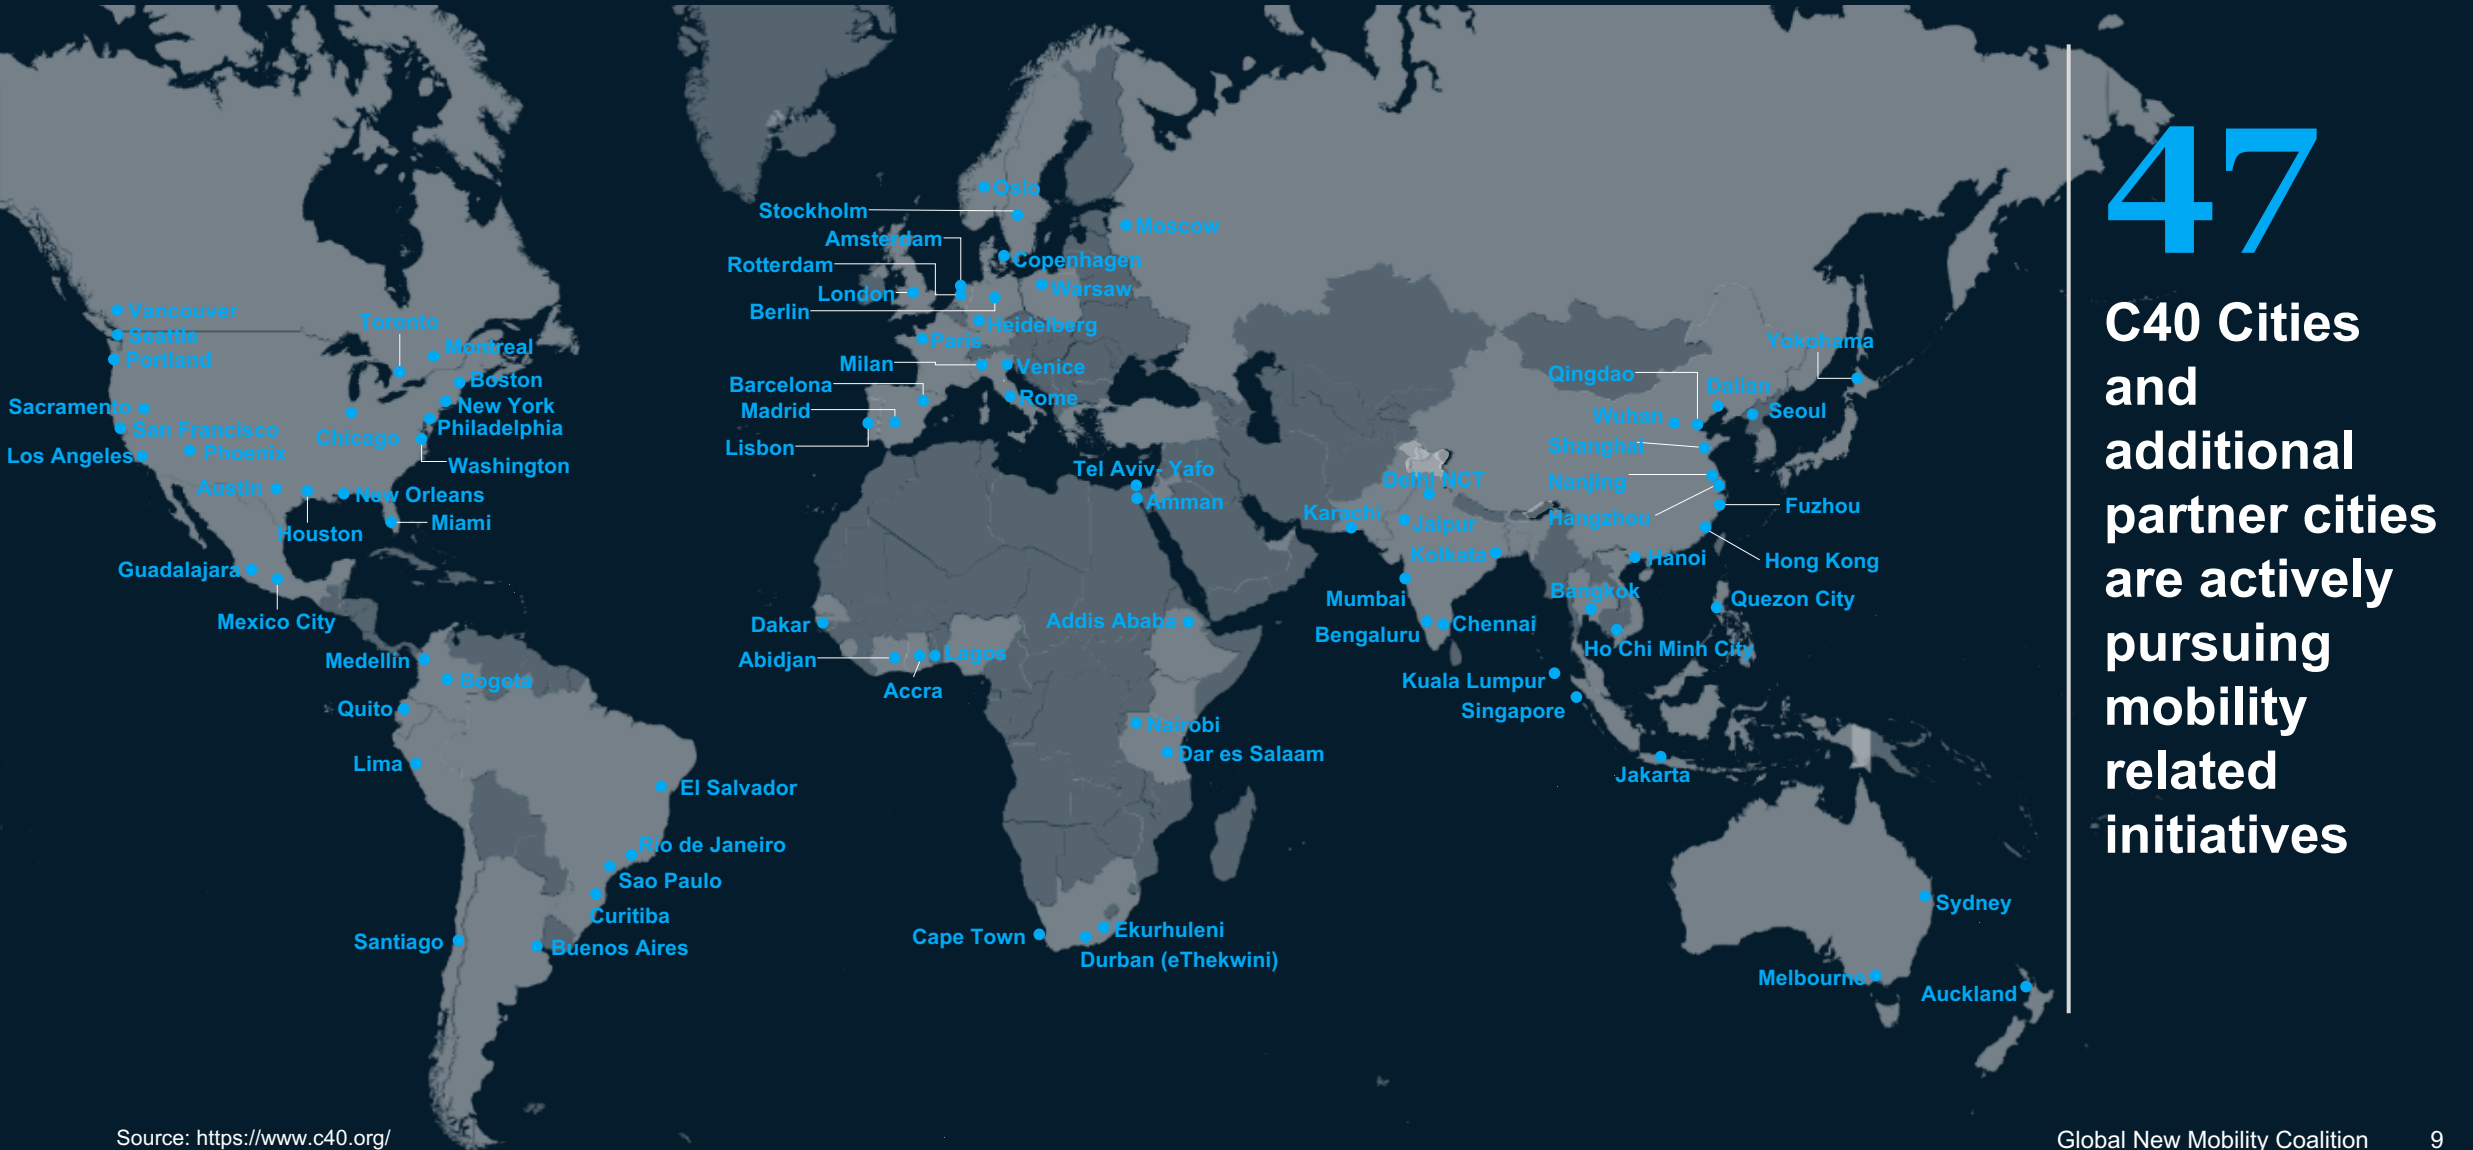 Oslo
Stockholm
Moscow
Amsterdam
Copenhagen
Rotterdam
Warsaw
London
Berlin
Heidelberg
Paris
Milan
Venice
Barcelona
Rome
Madrid
Lisbon
Vancouver
Toronto
Seattle
Montreal
Portland
Boston
Sacramento
New York
San Francisco
Philadelphia
Chicago
Los Angeles
Phoenix
Washington
Austin
New Orleans
Miami
Houston
Guadalajara
Mexico City
Medellín
Bogota
Quito
Lima
El Salvador
Rio de Janeiro
Sao Paulo
Curitiba
Santiago
Buenos Aires
Tel Aviv- Yafo
Amman
Dakar
Addis Ababa
Abidjan
Lagos
Accra
Nairobi
Dar es Salaam
Cape Town
Ekurhuleni
Durban (eThekwini)
Yokohama
Qingdao
Dalian
Wuhan
Seoul
Shanghai
Delhi NCT
Nanjing
Karachi
Jaipur
Hangzhou
Fuzhou
Kolkata
Hanoi
Hong Kong
Mumbai
Bangkok
Quezon City
Bengaluru
Chennai
Ho Chi Minh City
Kuala Lumpur
Singapore
Jakarta
Sydney
Melbourne
Auckland
47
C40 Cities
and
additional
partner cities
are actively
pursuing
mobility
related
initiatives
Source: https://www.c40.org/
Global New Mobility Coalition 9